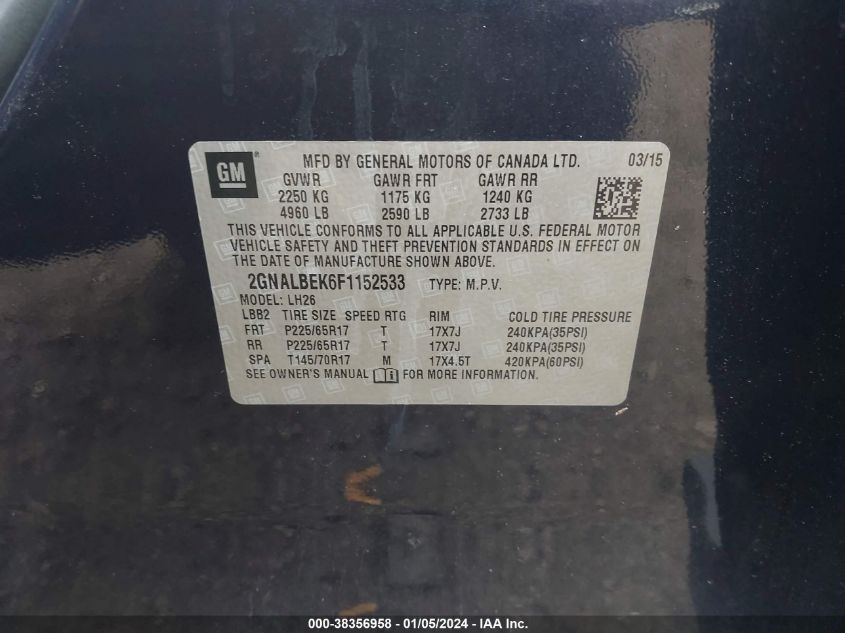 GM MFD BY GENERAL MOTORS OF CANADA LTD. 03/15
GVWR GAWR FRT GAWR RR
2250 KG 1175 KG 1240 KG
4960 LB 2590 LB 2733 LB
THIS VEHICLE CONFORMS TO ALL APPLICABLE U.S. FEDERAL MOTOR
VEHICLE SAFETY AND THEFT PREVENTION STANDARDS IN EFFECT ON
THE DATE OF MANUFACTURE SHOWN ABOVE.
2GNALBEK6F1152533 TYPE: M.P.V.
MODEL: LH26
LBB2 TIRE SIZE SPEED RTG RIM COLD TIRE PRESSURE
FRT P225/65R17 T 17X7J 240KPA(35PSI)
RR P225/65R17 T 17X7J 240KPA(35PSI)
SPA T145/70R17 M 17X4.5T 420KPA(60PSI)
SEE OWNER'S MANUAL FOR MORE INFORMATION.
000-38356958 - 01/05/2024 - IAA Inc.